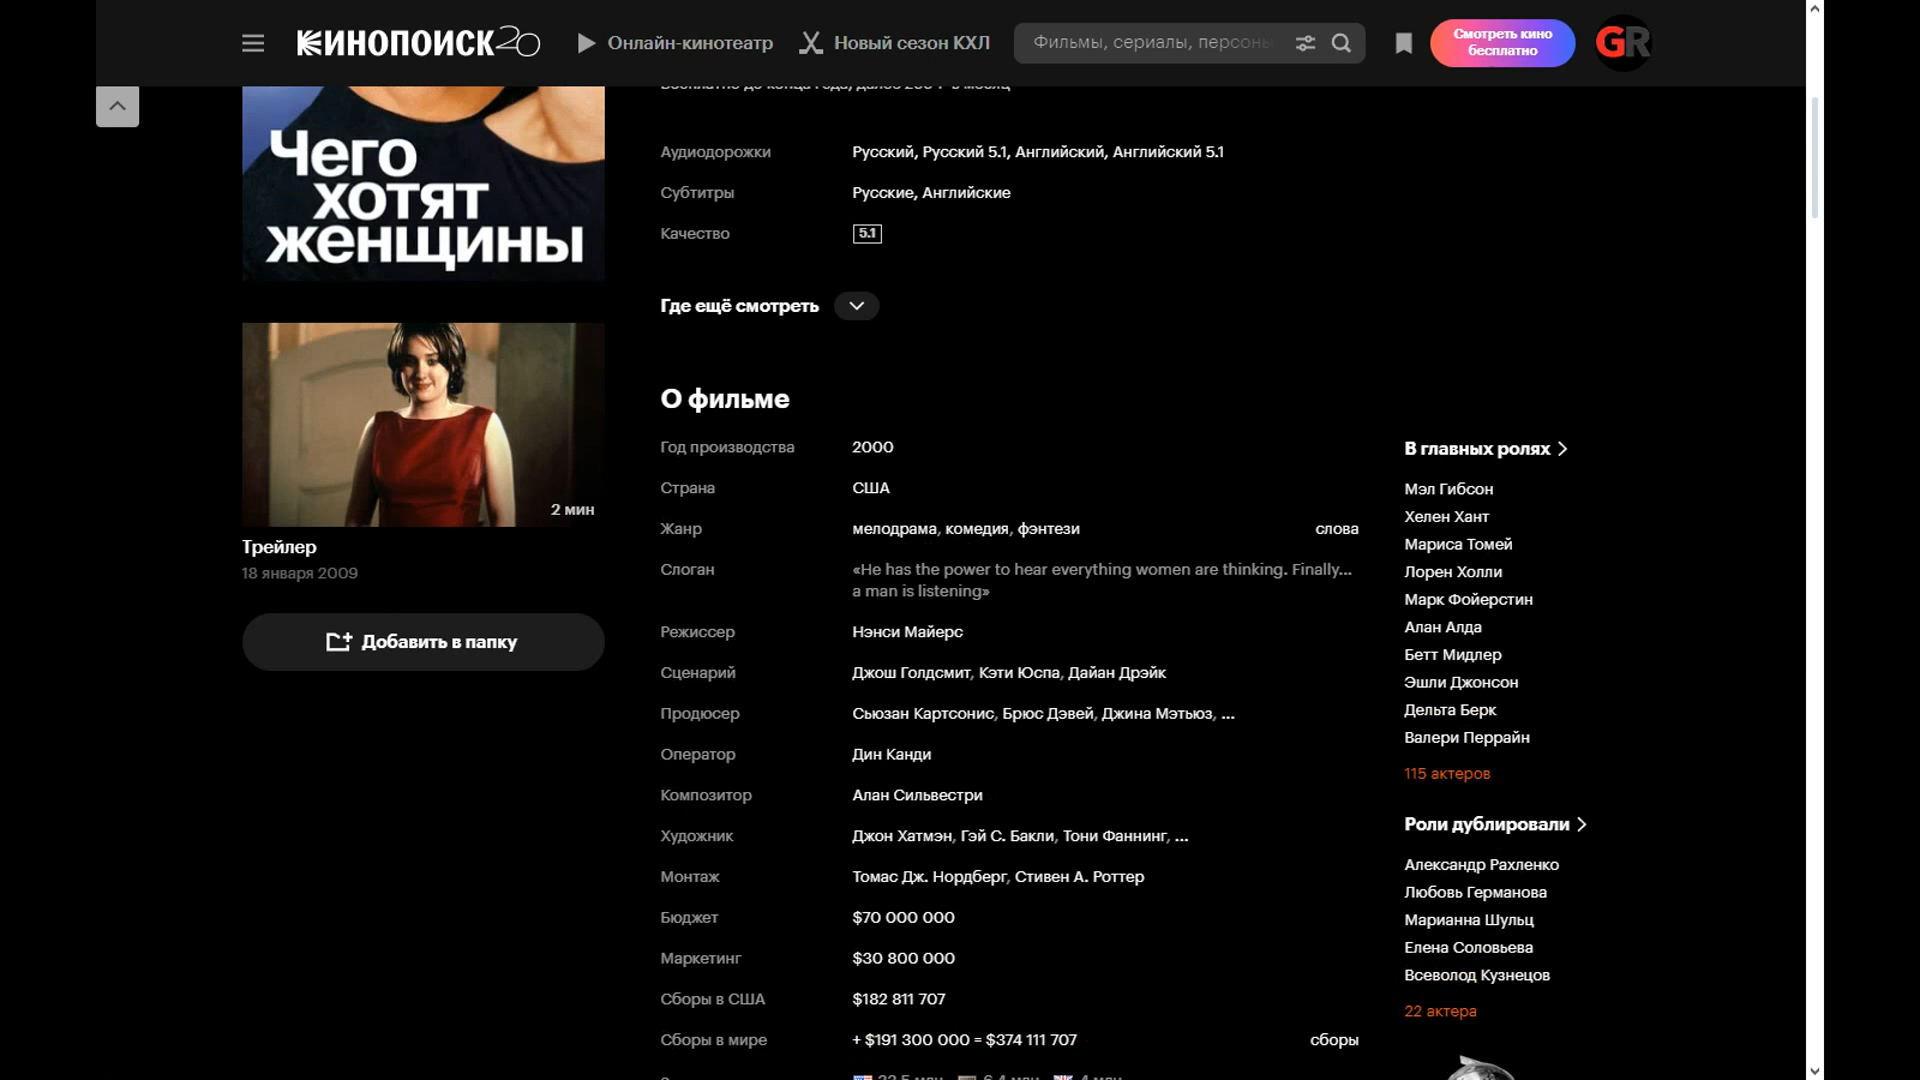 КИНОПОИСК 20
Онлайн-кинотеатр
Новый сезон КХЛ
Фильмы, сериалы, персоны
Смотреть кино
бесплатно
GR
Чего
хотят
женщины
2 мин
Трейлер
18 января 2009
Добавить в папку
Аудиодорожки Русский, Русский 5.1, Английский, Английский 5.1
Субтитры Русские, Английские
Качество 5.1
Где ещё смотреть
О фильме
Год производства 2000
Страна США
Жанр мелодрама, комедия, фэнтези слова
Слоган «He has the power to hear everything women are thinking. Finally...
a man is listening»
Режиссер Нэнси Майерс
Сценарий Джош Голдсмит, Кэти Юспа, Дайан Дрэйк
Продюсер Сьюзан Картсонис, Брюс Дэвей, Джина Мэтьюз, ...
Оператор Дин Канди
Композитор Алан Сильвестри
Художник Джон Хатмэн, Гэй С. Бакли, Тони Фаннинг, ...
Монтаж Томас Дж. Нордберг, Стивен А. Роттер
Бюджет $70 000 000
Маркетинг $30 800 000
Сборы в США $182 811 707
Сборы в мире + $191 300 000 = $374 111 707 сборы
В главных ролях
Мэл Гибсон
Хелен Хант
Мариса Томей
Лорен Холли
Марк Фойерстин
Алан Алда
Бетт Мидлер
Эшли Джонсон
Дельта Берк
Валери Перрайн
115 актеров
Роли дублировали
Александр Рахленко
Любовь Германова
Марианна Шульц
Елена Соловьева
Всеволод Кузнецов
22 актера